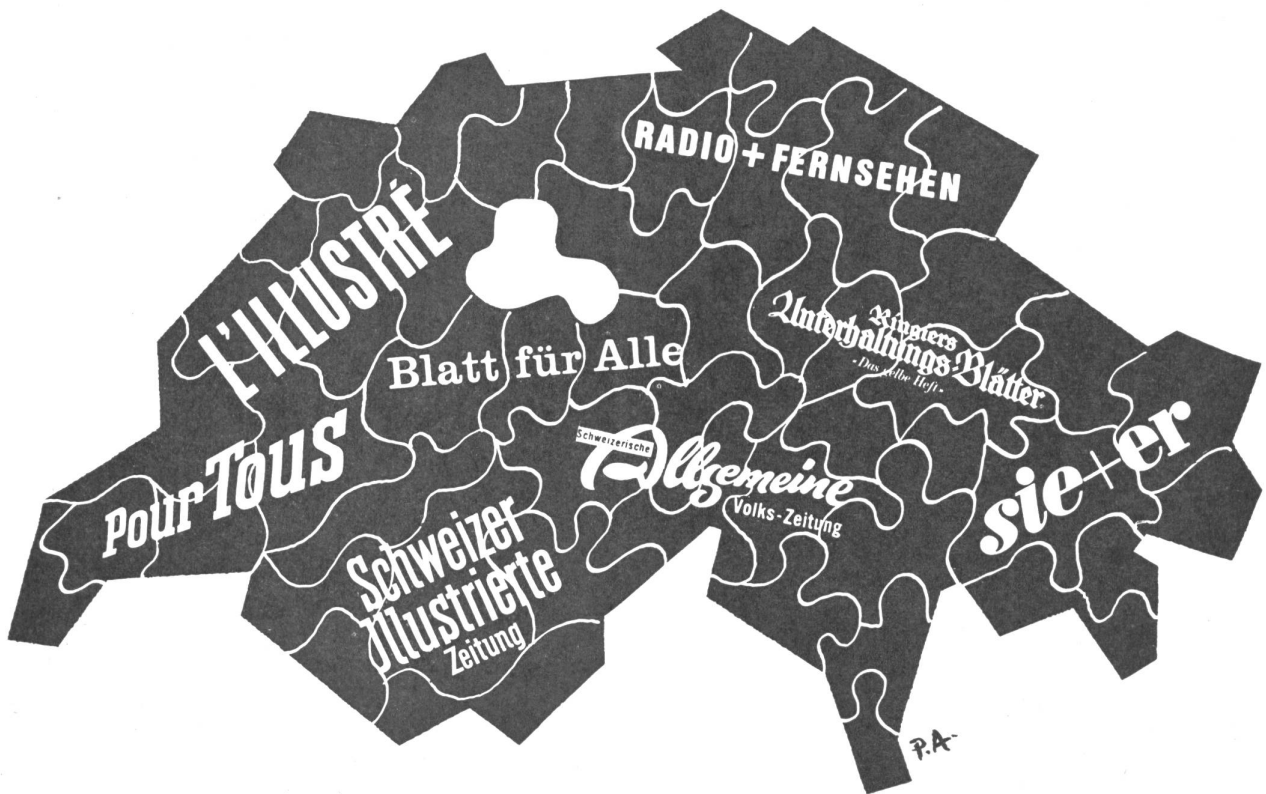 RADIO + FERNSEHEN
L'ILLUSTRÉ
Ringiers
Unterhaltungs-Blätter
"Das gelbe Heft"
Blatt für Alle
sie + er
Pour Tous
Schweizerische
Allgemeine
Volks-Zeitung
Schweizer
Illustrierte
Zeitung
P.A.